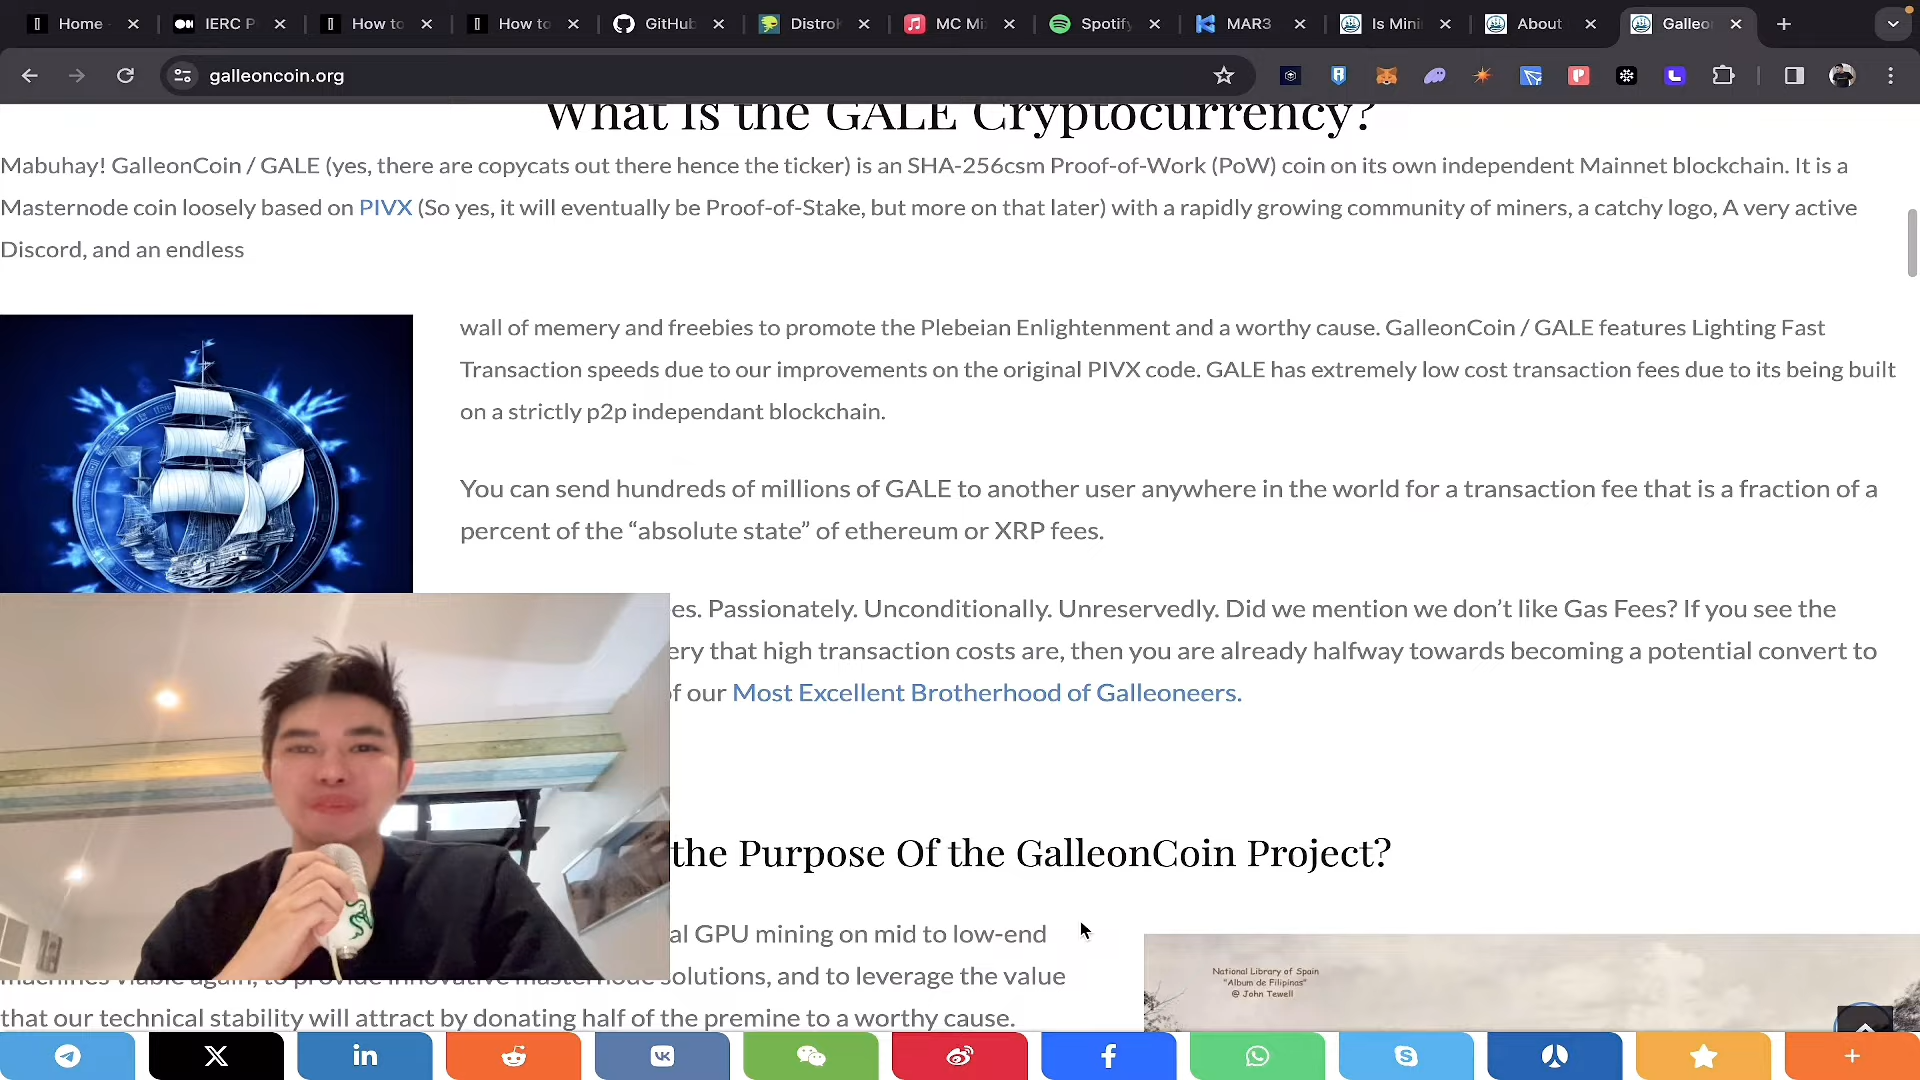 Home
IERC P
How to
How to
GitHub
Distrok
MC Mi
Spotify
MAR3
Is Mini
About
Galleo
galleoncoin.org
What Is the GALE Cryptocurrency?
Mabuhay! GalleonCoin / GALE (yes, there are copycats out there hence the ticker) is an SHA-256csm Proof-of-Work (PoW) coin on its own independent Mainnet blockchain. It is a
Masternode coin loosely based on PIVX (So yes, it will eventually be Proof-of-Stake, but more on that later) with a rapidly growing community of miners, a catchy logo, A very active
Discord, and an endless
wall of memery and freebies to promote the Plebeian Enlightenment and a worthy cause. GalleonCoin / GALE features Lighting Fast
Transaction speeds due to our improvements on the original PIVX code. GALE has extremely low cost transaction fees due to its being built
on a strictly p2p independant blockchain.
You can send hundreds of millions of GALE to another user anywhere in the world for a transaction fee that is a fraction of a
percent of the “absolute state” of ethereum or XRP fees.
es. Passionately. Unconditionally. Unreservedly. Did we mention we don’t like Gas Fees? If you see the
ery that high transaction costs are, then you are already halfway towards becoming a potential convert to
f our Most Excellent Brotherhood of Galleoneers.
the Purpose Of the GalleonCoin Project?
al GPU mining on mid to low-end
machines viable again, to provide innovative masternode solutions, and to leverage the value
that our technical stability will attract by donating half of the premine to a worthy cause.
National Library of Spain
"Album de Filipinas"
@ John Tewell